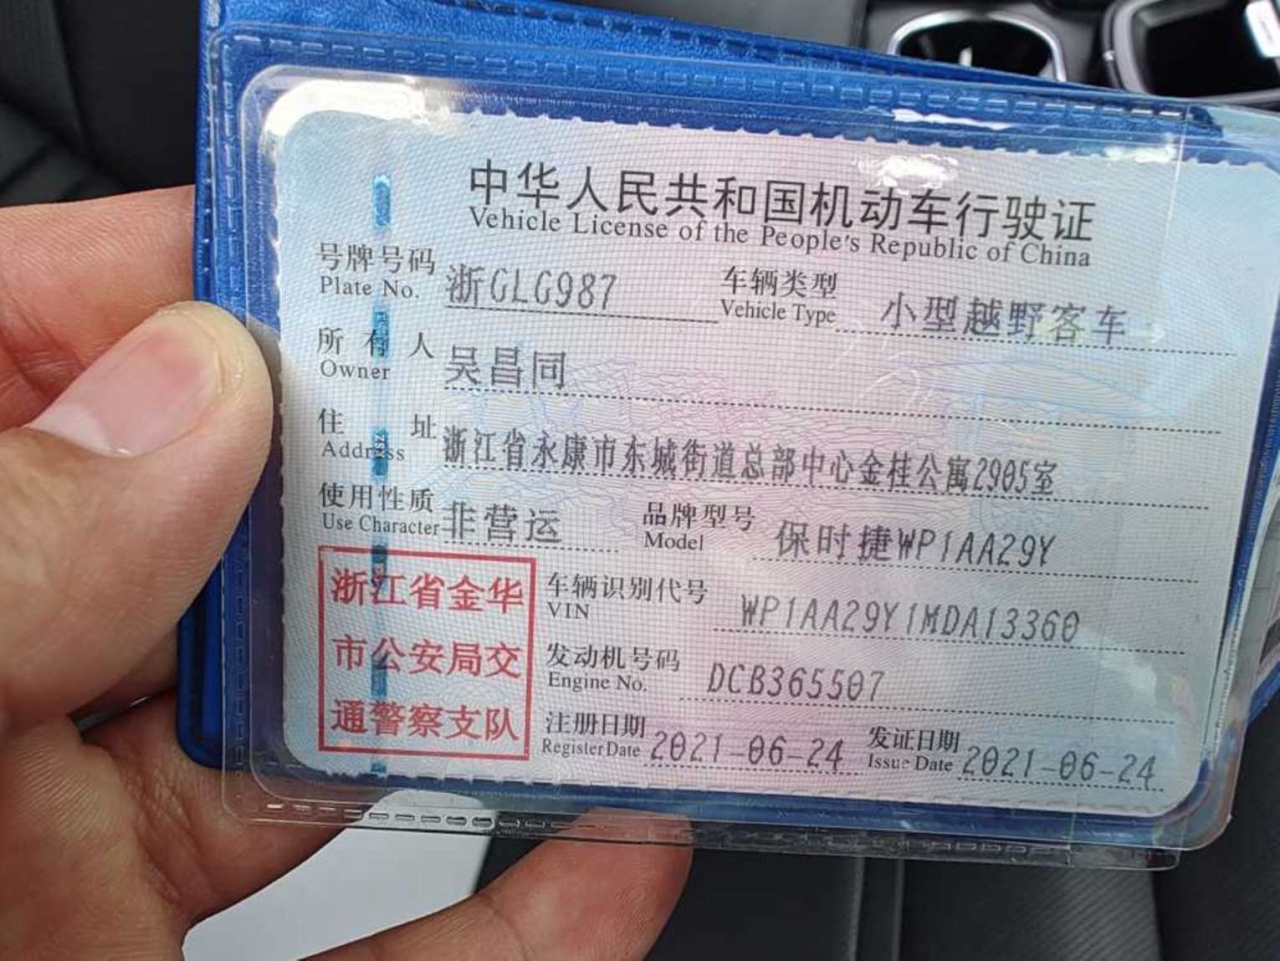 中华人民共和国机动车行驶证
Vehicle License of the People's Republic of China
号牌号码 浙GLG987 车辆类型 小型越野客车
Plate No. Vehicle Type
所有人 吴昌同
Owner
住址 浙江省永康市东城街道总部中心金桂公寓2905室
Address
使用性质 非营运 品牌型号 保时捷WP1AA29Y
Use Character Model
浙江省金华
市公安局交
通警察支队
车辆识别代号 WP1AA29Y1MDA13360
VIN
发动机号码 DCB365507
Engine No.
注册日期 2021-06-24 发证日期 2021-06-24
Register Date Issue Date